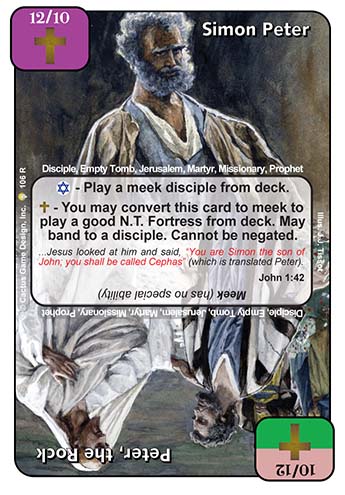 12/10
Simon Peter
Disciple, Empty Tomb, Jerusalem, Martyr, Missionary, Prophet
- Play a meek disciple from deck.
- You may convert this card to meek to
play a good N.T. Fortress from deck. May
band to a disciple. Cannot be negated.
...Jesus looked at him and said, "You are Simon the son of
John; you shall be called Cephas" (which is translated Peter).
John 1:42
Meek (has no special ability)
Disciple, Empty Tomb, Jerusalem, Martyr, Missionary, Prophet
Peter, the Rock
10/12
© Cactus Game Design, Inc.
106 R
Illus. J.J. Tissot